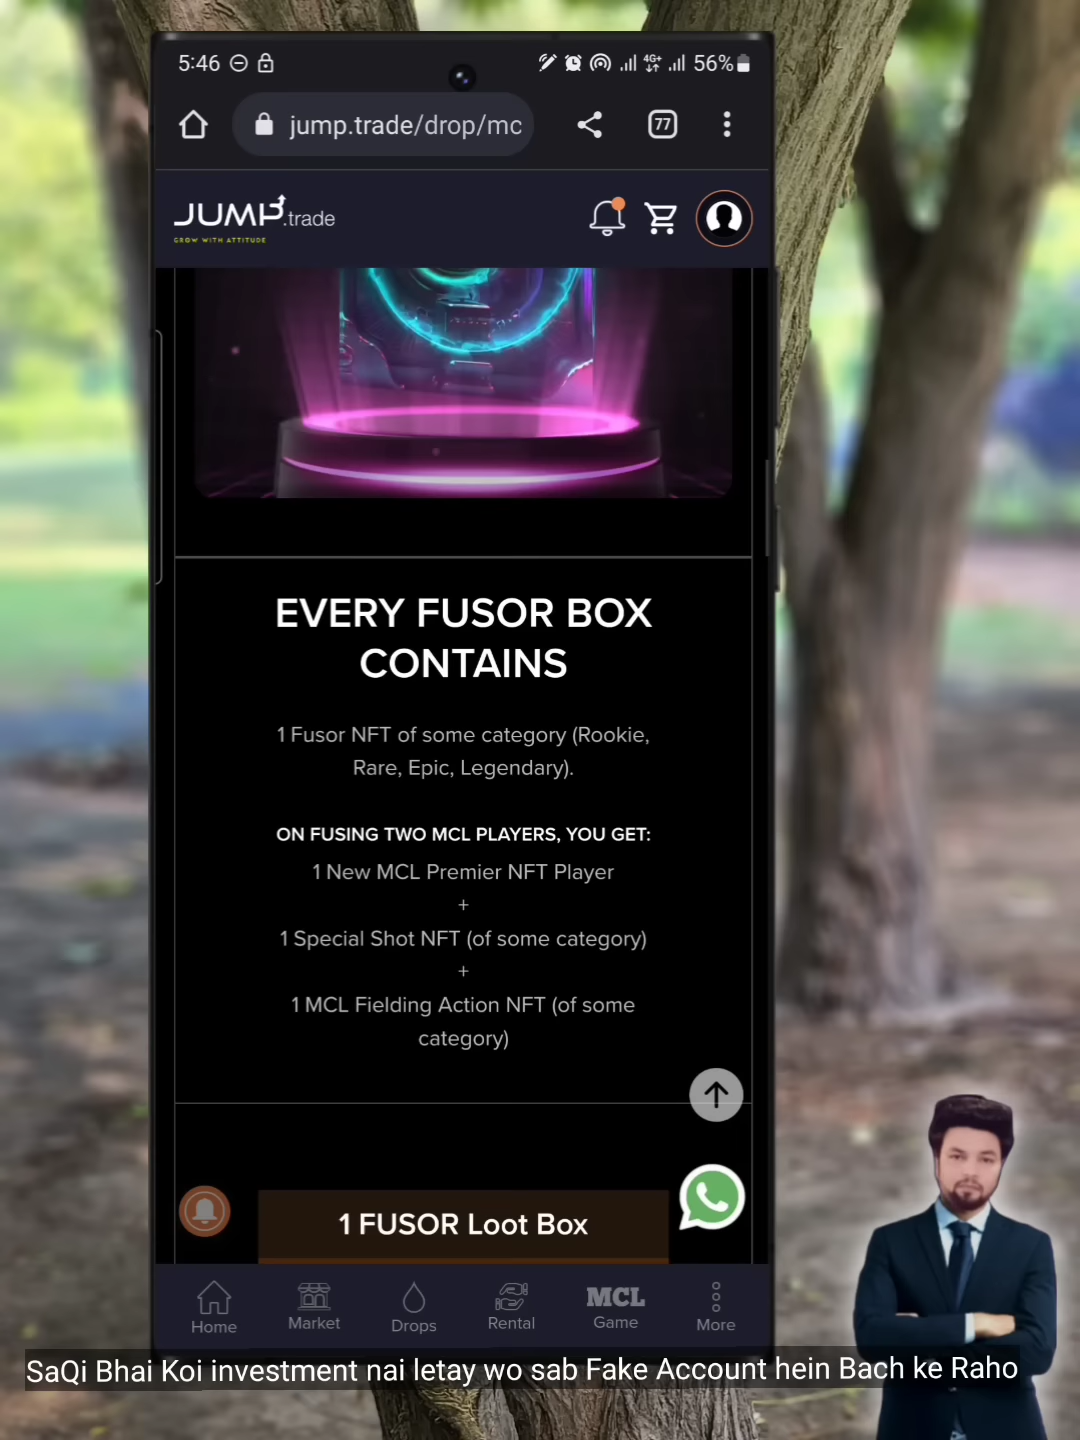 5:46
4G+
56%
jump.trade/drop/mc
77
JUMP.trade
GROW WITH ATTITUDE
EVERY FUSOR BOX
CONTAINS
1 Fusor NFT of some category (Rookie,
Rare, Epic, Legendary).
ON FUSING TWO MCL PLAYERS, YOU GET:
1 New MCL Premier NFT Player
+
1 Special Shot NFT (of some category)
+
1 MCL Fielding Action NFT (of some
category)
1 FUSOR Loot Box
Home
Market
Drops
Rental
MCL
Game
More
SaQi Bhai Koi investment nai letay wo sab Fake Account hein Bach ke Raho